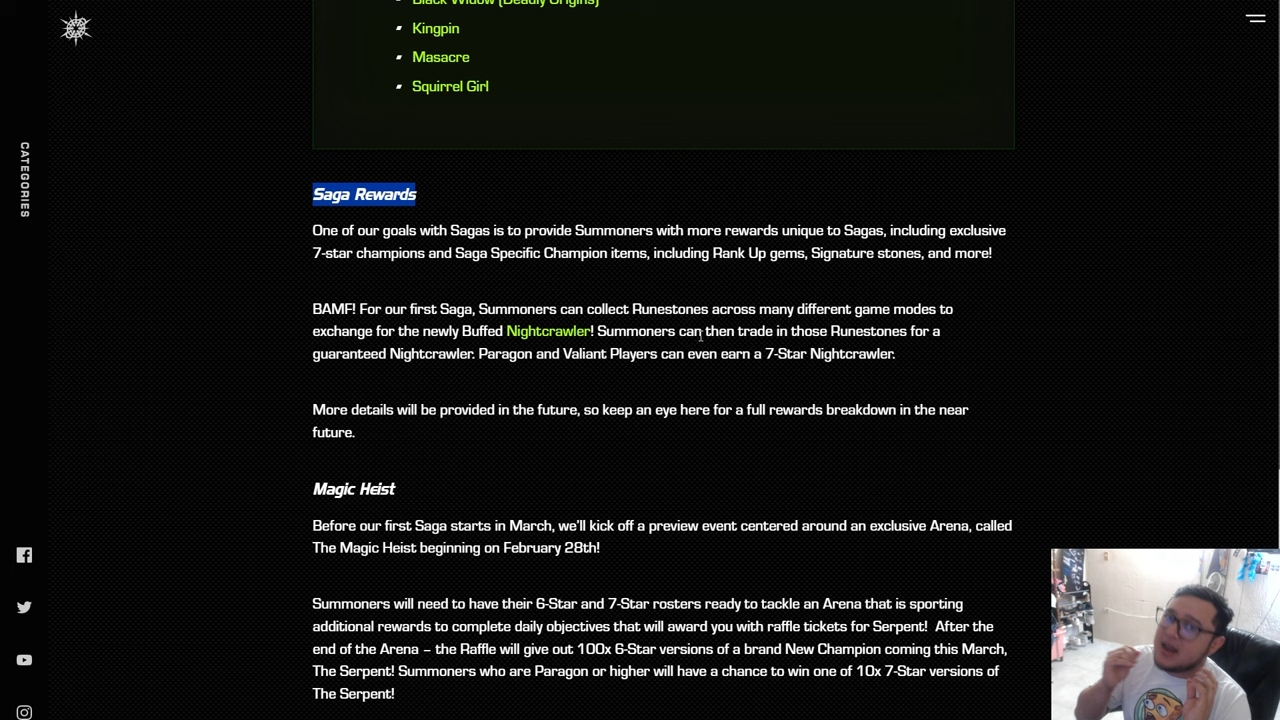 Black Widow (Deadly Origins)
Kingpin
Masacre
Squirrel Girl
CATEGORIES
Saga Rewards
One of our goals with Sagas is to provide Summoners with more rewards unique to Sagas, including exclusive
7-star champions and Saga Specific Champion items, including Rank Up gems, Signature stones, and more!
BAMF! For our first Saga, Summoners can collect Runestones across many different game modes to
exchange for the newly Buffed Nightcrawler! Summoners can then trade in those Runestones for a
guaranteed Nightcrawler. Paragon and Valiant Players can even earn a 7-Star Nightcrawler.
More details will be provided in the future, so keep an eye here for a full rewards breakdown in the near
future.
Magic Heist
Before our first Saga starts in March, we'll kick off a preview event centered around an exclusive Arena, called
The Magic Heist beginning on February 28th!
Summoners will need to have their 6-Star and 7-Star rosters ready to tackle an Arena that is sporting
additional rewards to complete daily objectives that will award you with raffle tickets for Serpent! After the
end of the Arena – the Raffle will give out 100x 6-Star versions of a brand New Champion coming this March,
The Serpent! Summoners who are Paragon or higher will have a chance to win one of 10x 7-Star versions of
The Serpent!